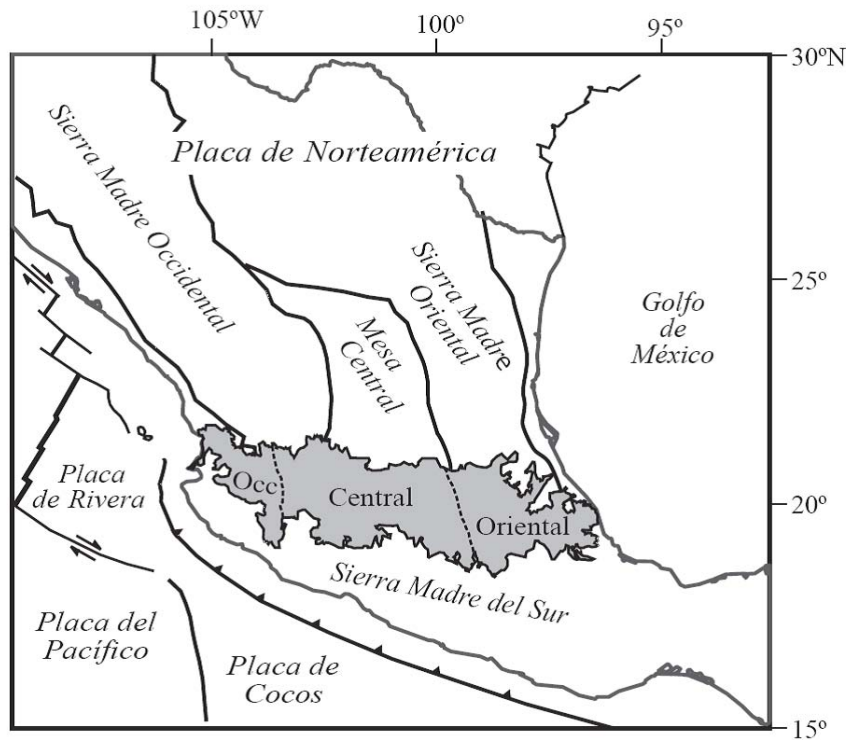 105ºW
100º
95º
30ºN
Sierra Madre Occidental
Placa de Norteamérica
Sierra Madre
Oriental
25º
Golfo
de
México
Mesa
Central
Placa
de Rivera
Occ
Central
Oriental
20º
Sierra Madre del Sur
Placa del
Pacífico
Placa de
Cocos
15º